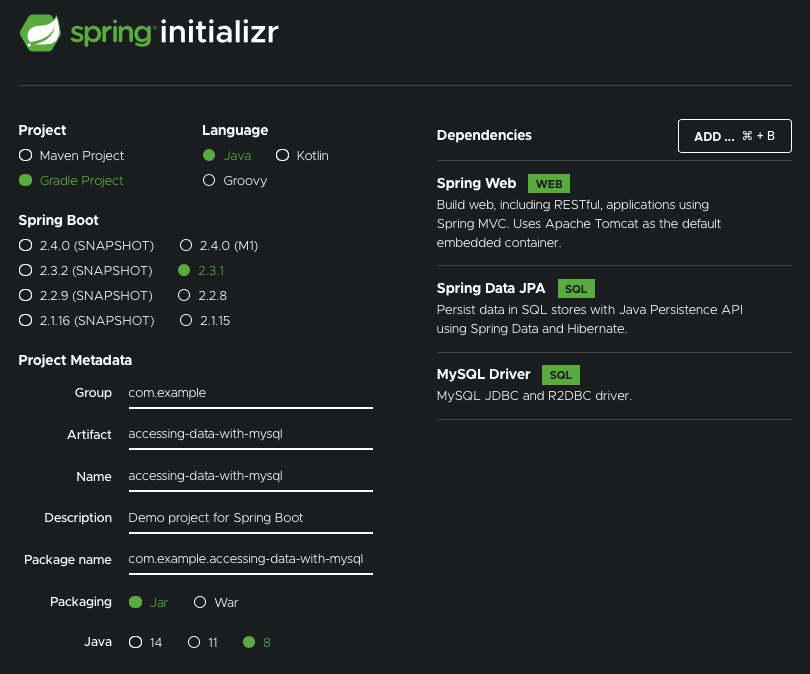 spring initializr
Project
Maven Project
Gradle Project
Language
Java Kotlin
Groovy
Spring Boot
2.4.0 (SNAPSHOT) 2.4.0 (M1)
2.3.2 (SNAPSHOT) 2.3.1
2.2.9 (SNAPSHOT) 2.2.8
2.1.16 (SNAPSHOT) 2.1.15
Project Metadata
Group com.example
Artifact accessing-data-with-mysql
Name accessing-data-with-mysql
Description Demo project for Spring Boot
Package name com.example.accessing-data-with-mysql
Packaging Jar War
Java 14 11 8
Dependencies
ADD ... ⌘ + B
Spring Web WEB
Build web, including RESTful, applications using
Spring MVC. Uses Apache Tomcat as the default
embedded container.
Spring Data JPA SQL
Persist data in SQL stores with Java Persistence API
using Spring Data and Hibernate.
MySQL Driver SQL
MySQL JDBC and R2DBC driver.